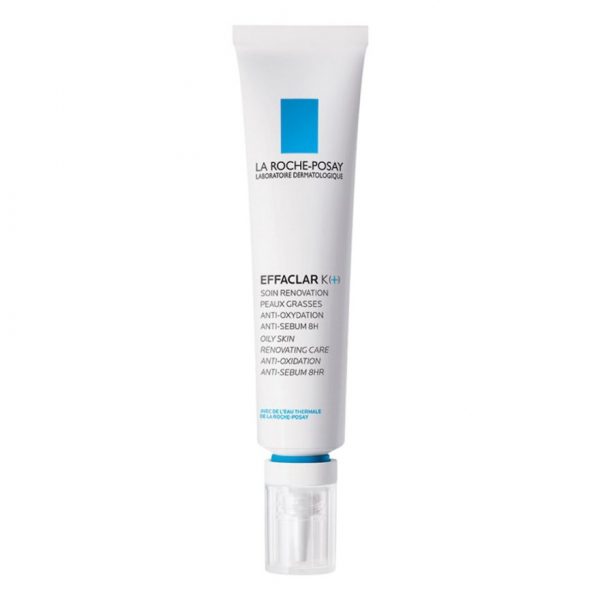 LA ROCHE-POSAY
LABORATOIRE DERMATOLOGIQUE
EFFACLAR K(+)
SOIN RENOVATION
PEAUX GRASSES
ANTI-OXYDATION
ANTI-SEBUM 8H
OILY SKIN
RENOVATING CARE
ANTI-OXIDATION
ANTI-SEBUM 8HR
AVEC DE L'EAU THERMALE
DE LA ROCHE-POSAY